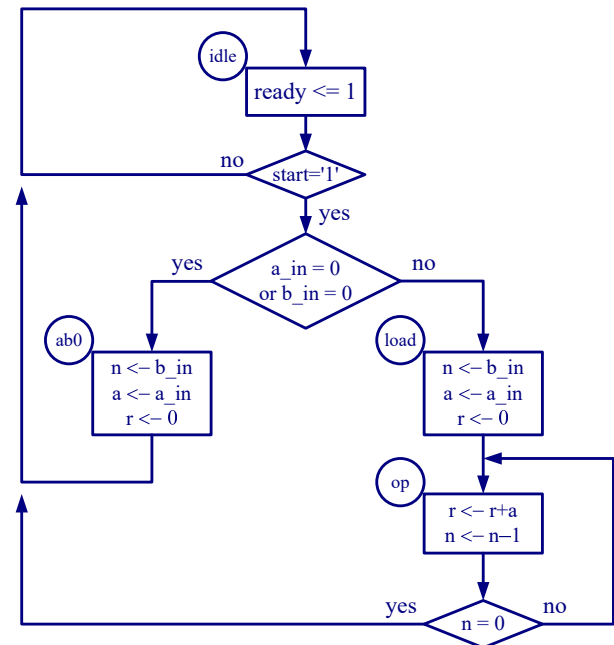 idle
ready <= 1
no
start='1'
yes
yes
a_in = 0
or b_in = 0
no
ab0
n <– b_in
a <– a_in
r <– 0
load
n <– b_in
a <– a_in
r <– 0
op
r <– r+a
n <– n–1
yes
n = 0
no